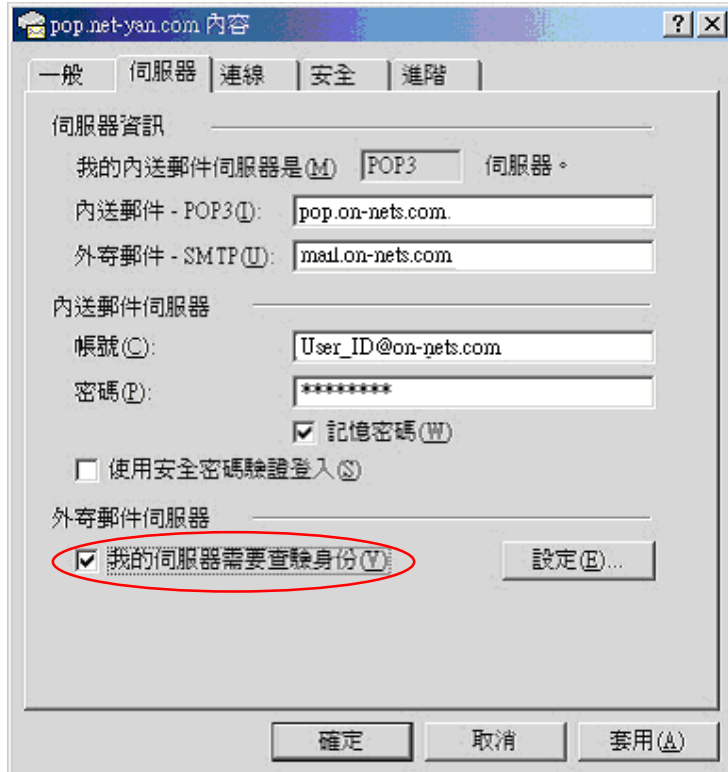 pop.net-yan.com 內容
一般 伺服器 連線 安全 進階
伺服器資訊
我的內送郵件伺服器是(M) POP3 伺服器。
內送郵件 - POP3(I): pop.on-nets.com.
外寄郵件 - SMTP(U): mail.on-nets.com
內送郵件伺服器
帳號(C): User_ID@on-nets.com
密碼(P): ********
記憶密碼(W)
使用安全密碼驗證登入(S)
外寄郵件伺服器
我的伺服器需要查驗身份(V) 設定(E)...
確定 取消 套用(A)